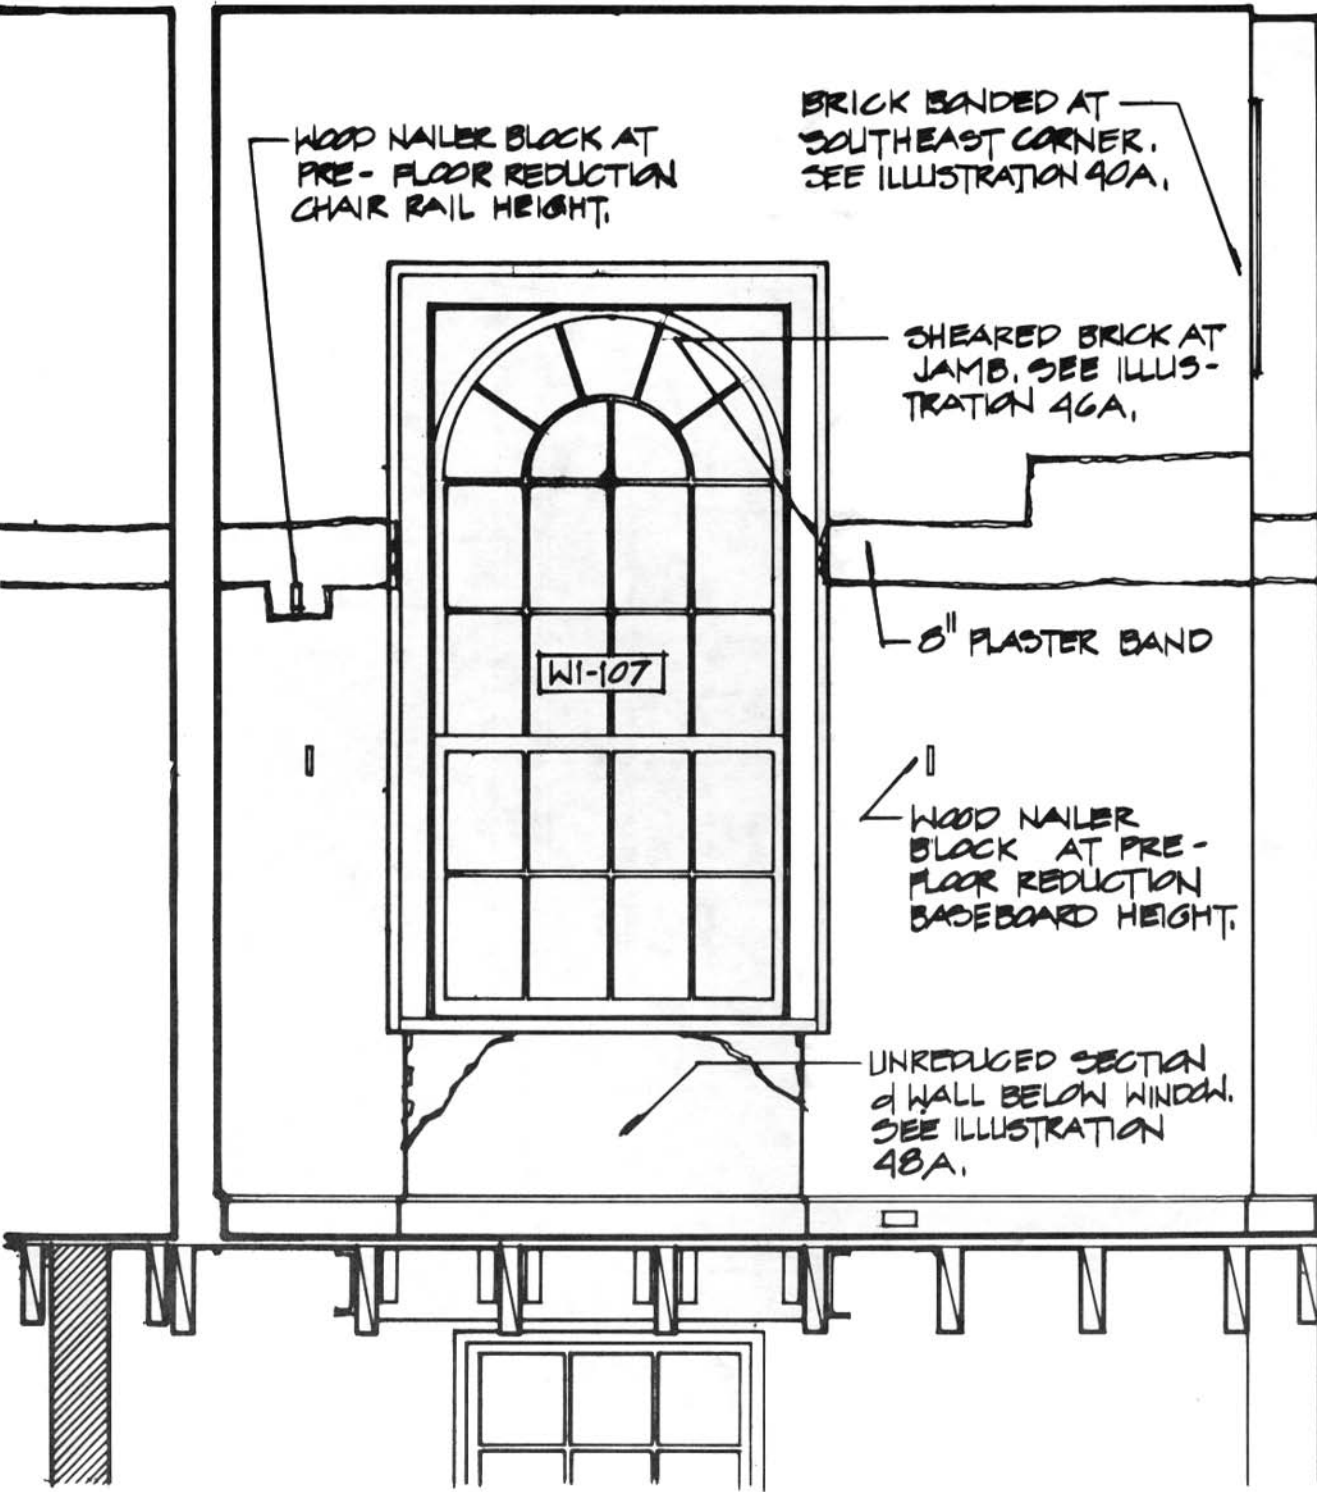 WOOD NAILER BLOCK AT
PRE- FLOOR REDUCTION
CHAIR RAIL HEIGHT.
BRICK BONDED AT
SOUTHEAST CORNER.
SEE ILLUSTRATION 40A.
SHEARED BRICK AT
JAMB. SEE ILLUS-
TRATION 46A.
8" PLASTER BAND
W1-107
WOOD NAILER
BLOCK AT PRE-
FLOOR REDUCTION
BASEBOARD HEIGHT.
UNREDUCED SECTION
of WALL BELOW WINDOW.
SEE ILLUSTRATION
48A.